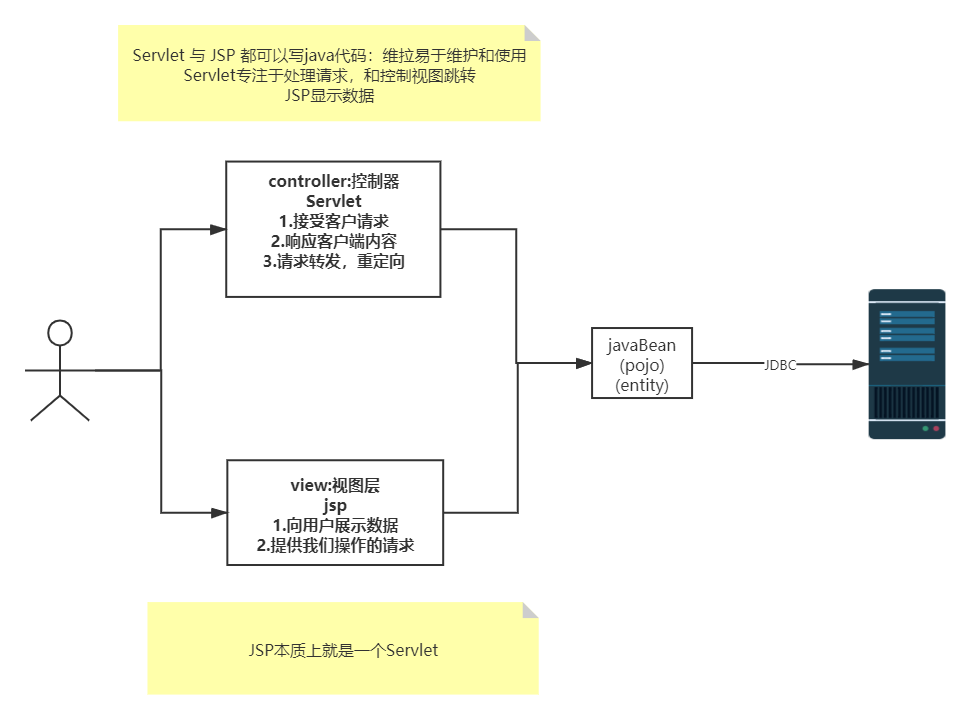 Servlet 与 JSP 都可以写java代码：维拉易于维护和使用
Servlet专注于处理请求，和控制视图跳转
JSP显示数据
controller:控制器
Servlet
1.接受客户请求
2.响应客户端内容
3.请求转发，重定向
javaBean
(pojo)
(entity)
JDBC
view:视图层
jsp
1.向用户展示数据
2.提供我们操作的请求
JSP本质上就是一个Servlet